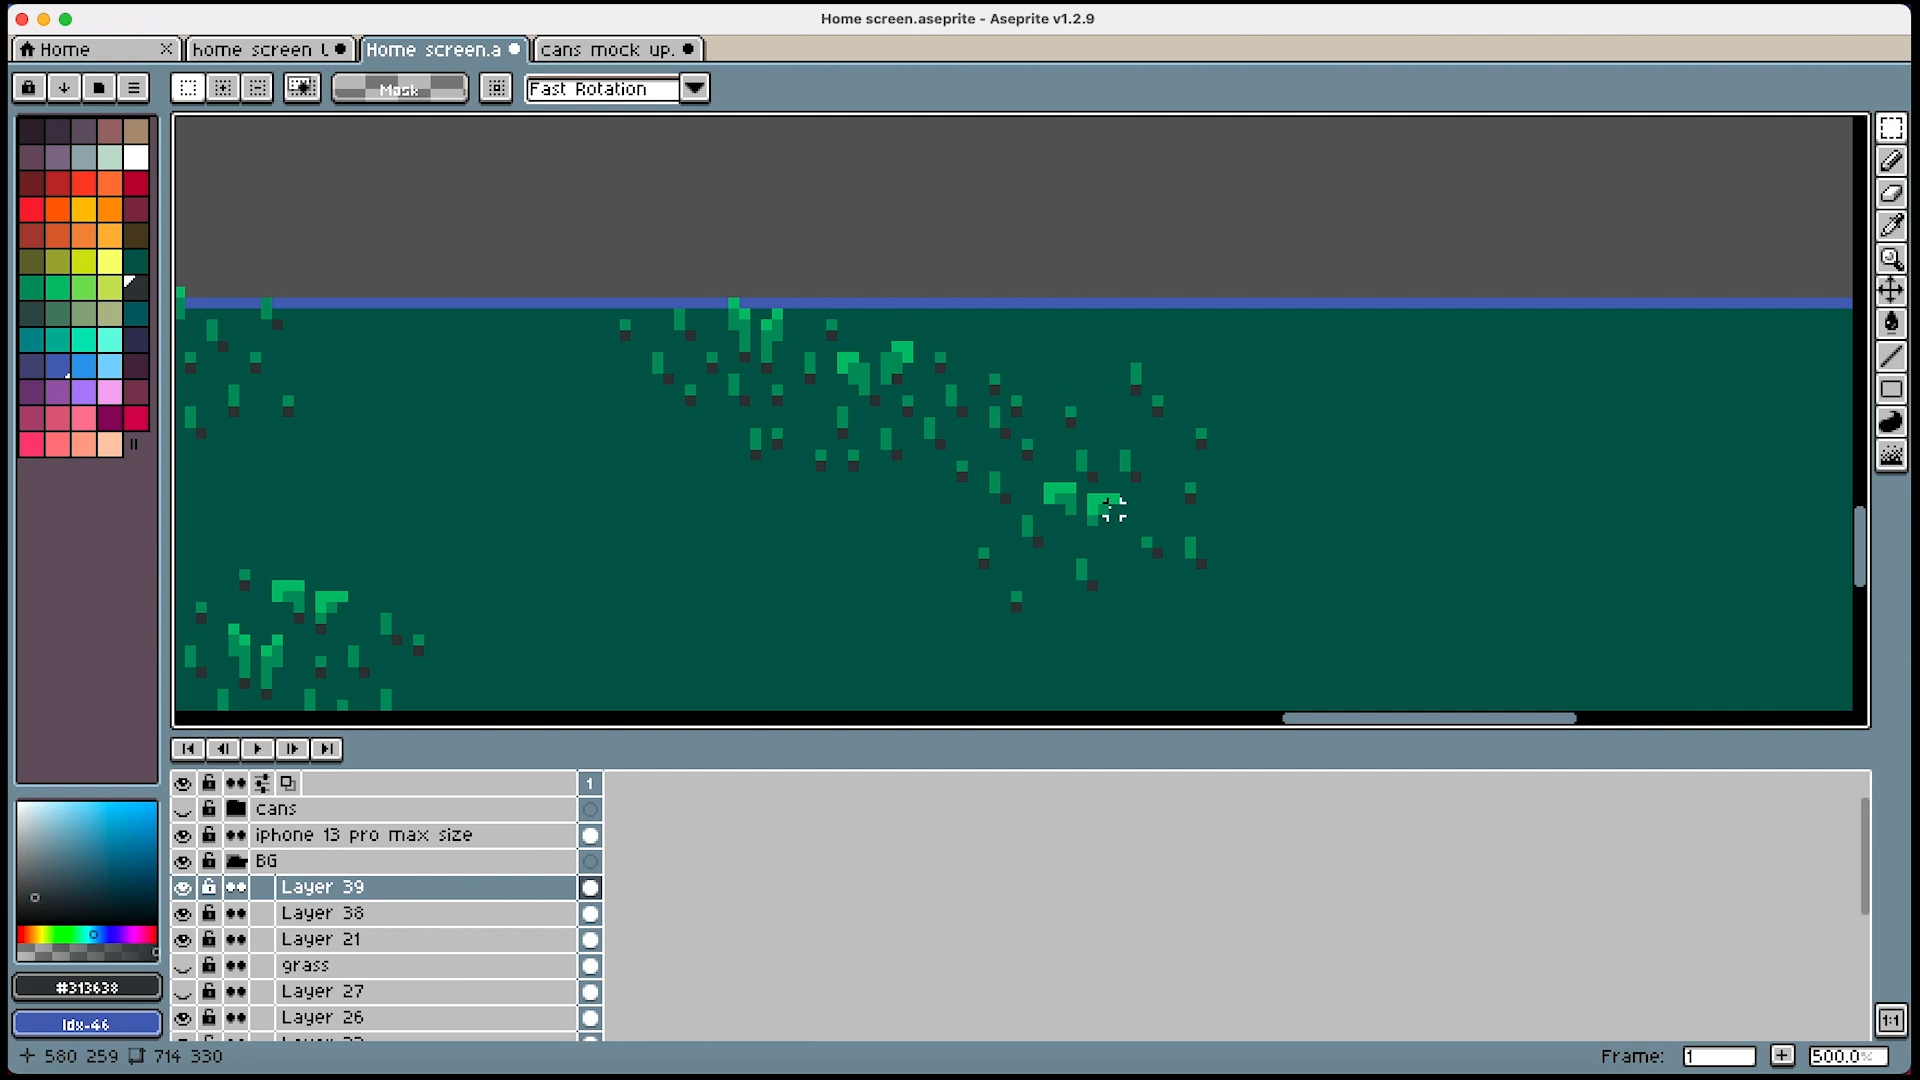 Home screen.aseprite - Aseprite v1.2.9
Home
home screen
Home screen.a
cans mock up.
Mask
Fast Rotation
1
cans
iphone 13 pro max size
BG
Layer 39
Layer 38
Layer 21
grass
Layer 27
Layer 26
#313638
Idx-46
1:1
580 259 714 330
Frame: 1
500.0%